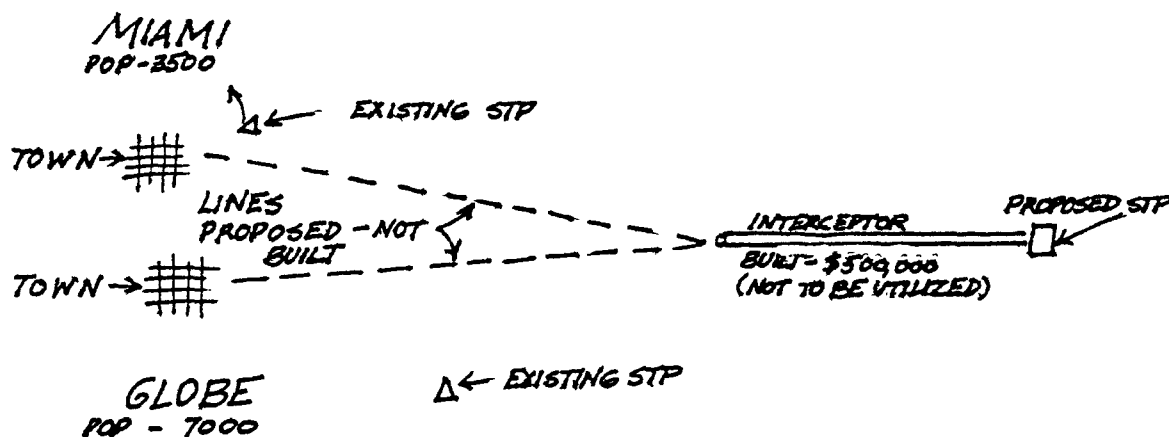 MIAMI
POP-3500
EXISTING STP
TOWN
LINES
PROPOSED - NOT
BUILT
INTERCEPTOR
PROPOSED STP
BUILT- $500,000
(NOT TO BE UTILIZED)
TOWN
EXISTING STP
GLOBE
POP - 7000